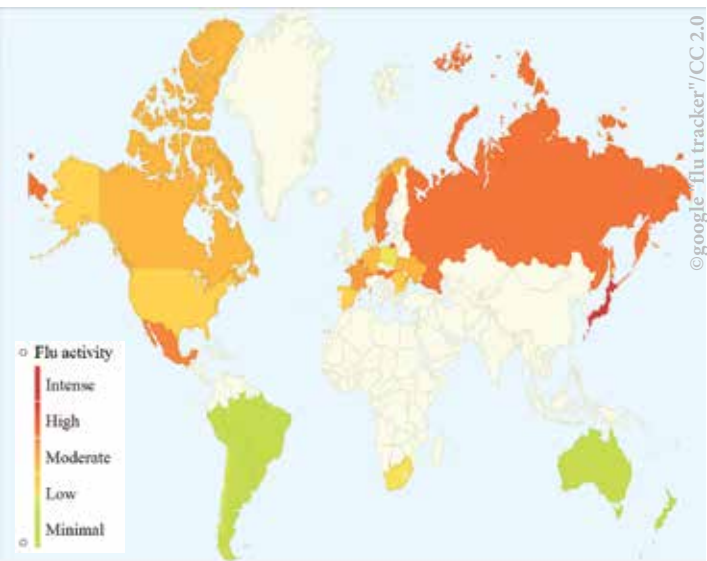 ©google "flu tracker"/CC 2.0
Flu activity
Intense
High
Moderate
Low
Minimal